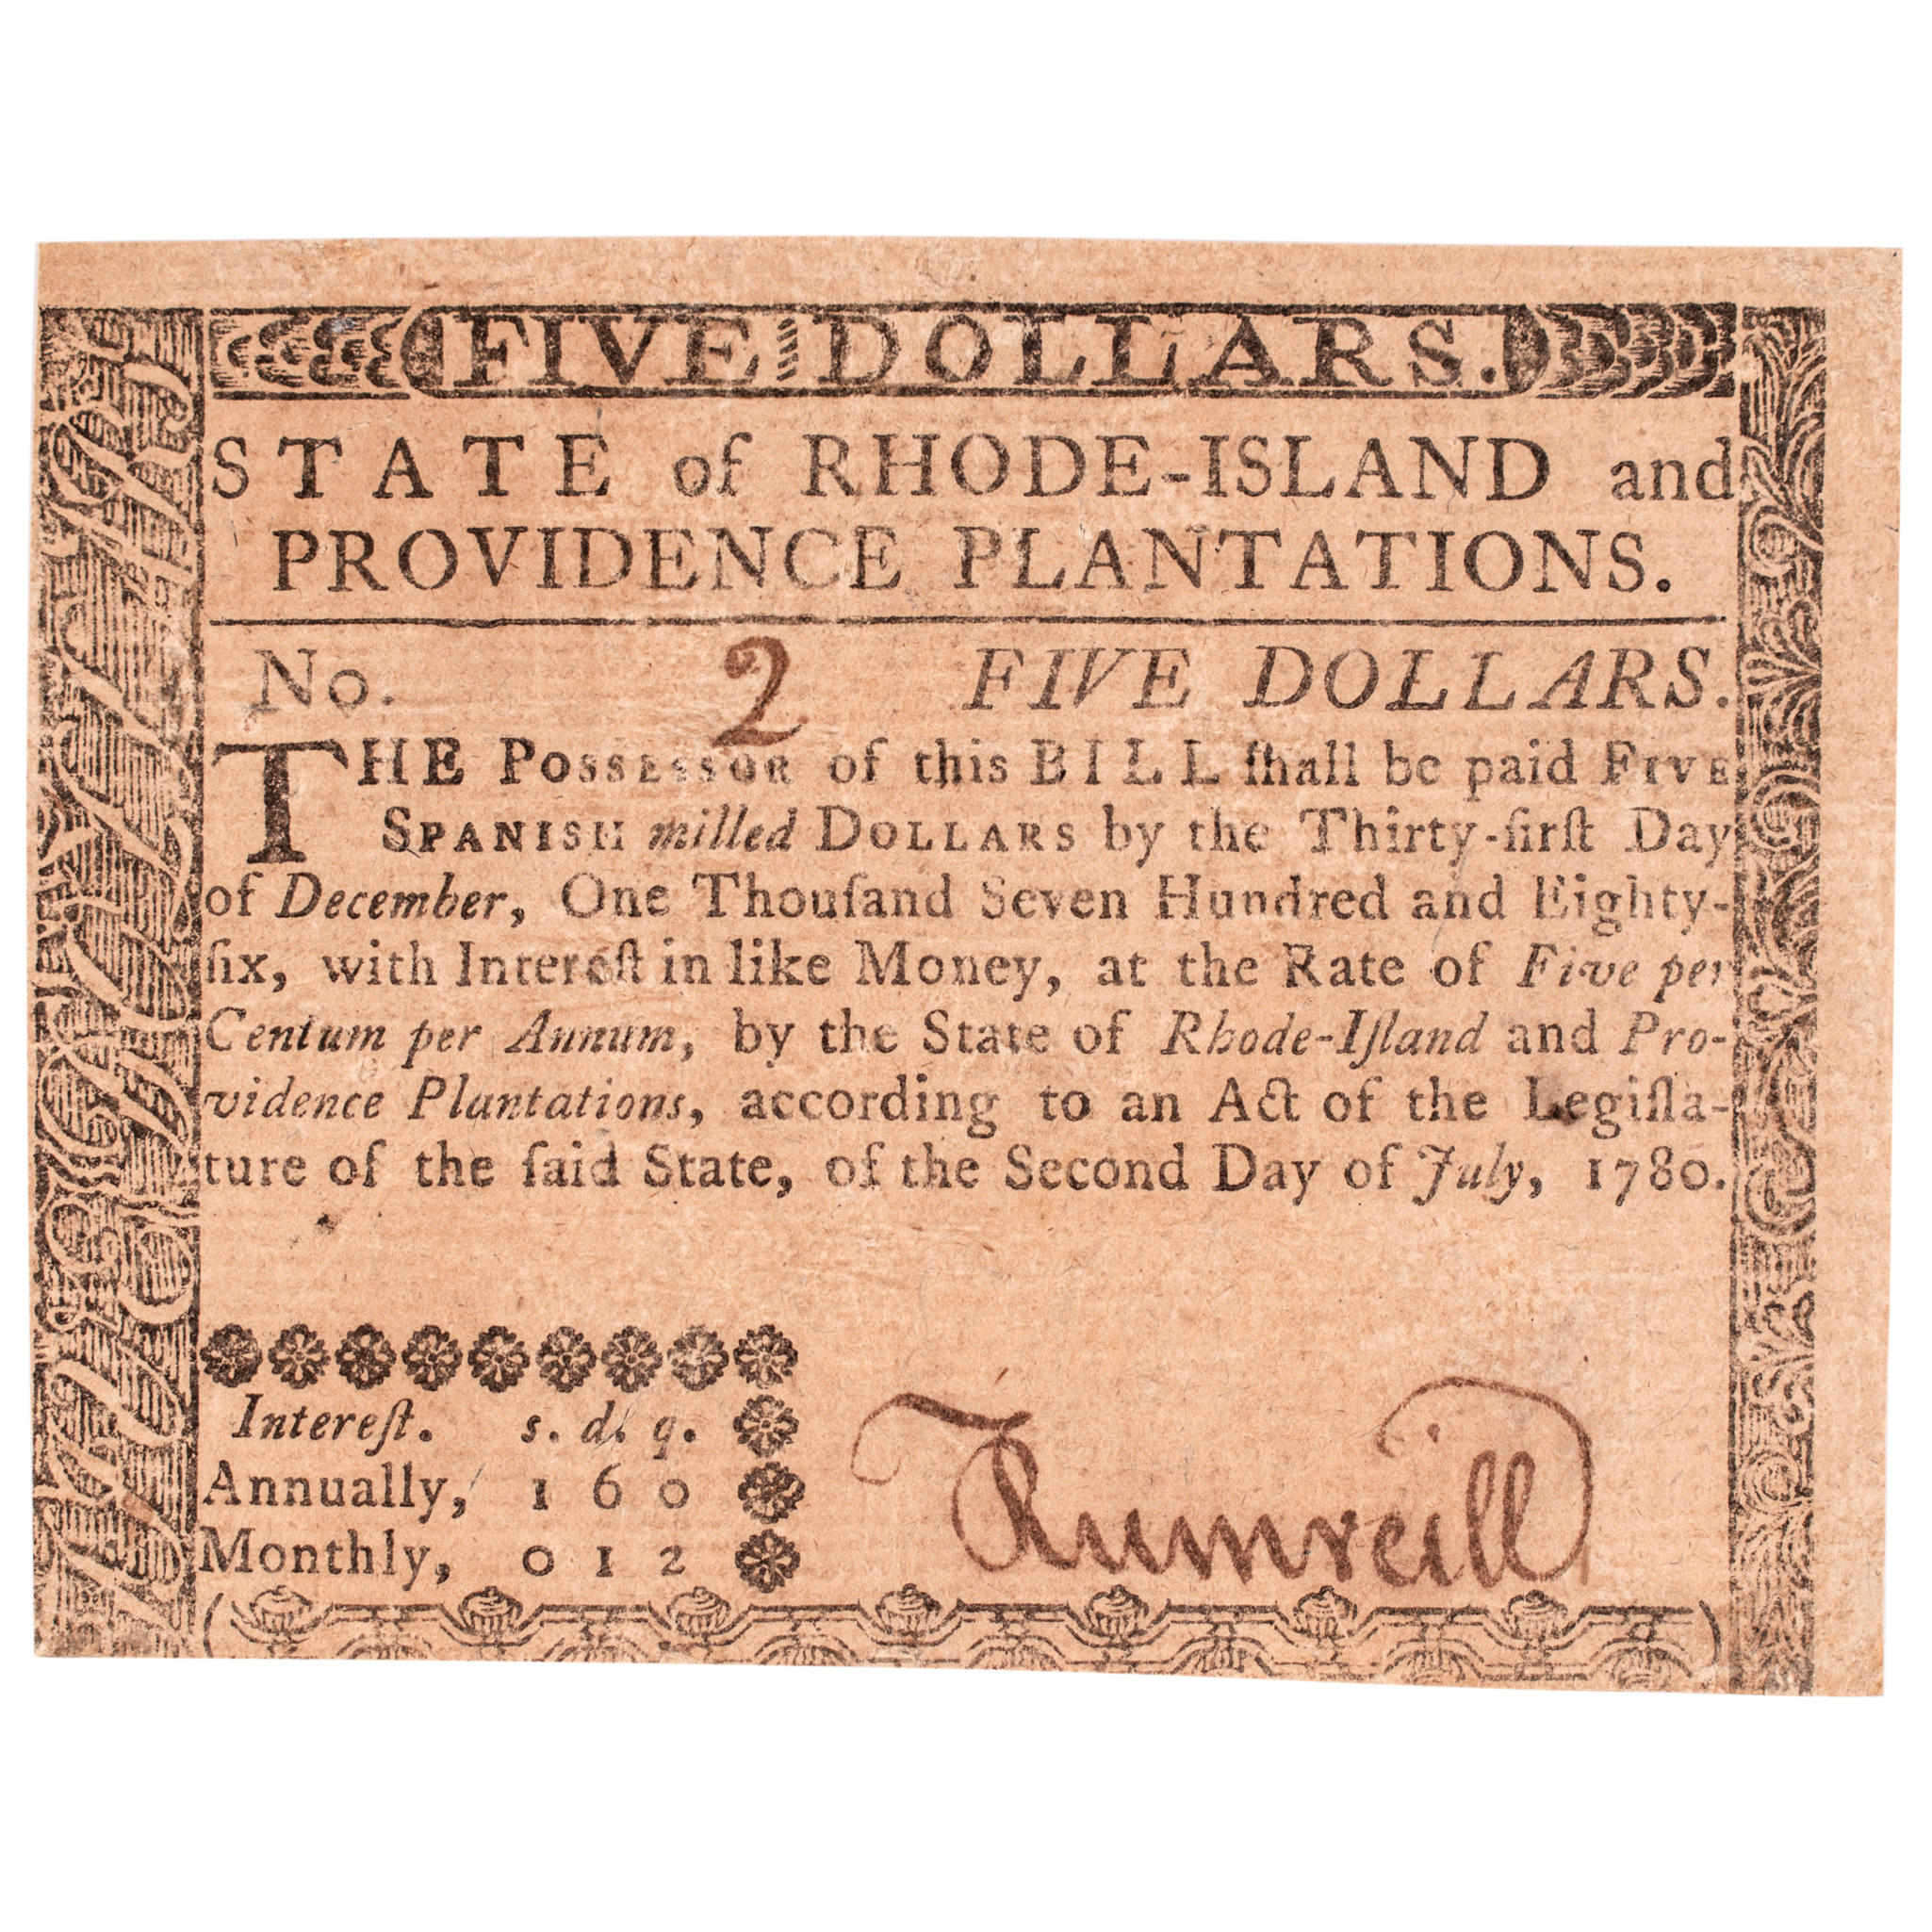 FIVE DOLLARS.
STATE of RHODE-ISLAND and
PROVIDENCE PLANTATIONS.
No. 2 FIVE DOLLARS.
THE POSSESSOR of this BILL ſhall be paid FIVE
SPANISH milled DOLLARS by the Thirty-firſt Day
of December, One Thouſand Seven Hundred and Eighty-
ſix, with Intereſt in like Money, at the Rate of Five per
Centum per Annum, by the State of Rhode-Iſland and Pro-
vidence Plantations, according to an Act of the Legiſla-
ture of the ſaid State, of the Second Day of July, 1780.
Intereſt. s. d. q.
Annually, 1 6 0
Monthly, 0 1 2